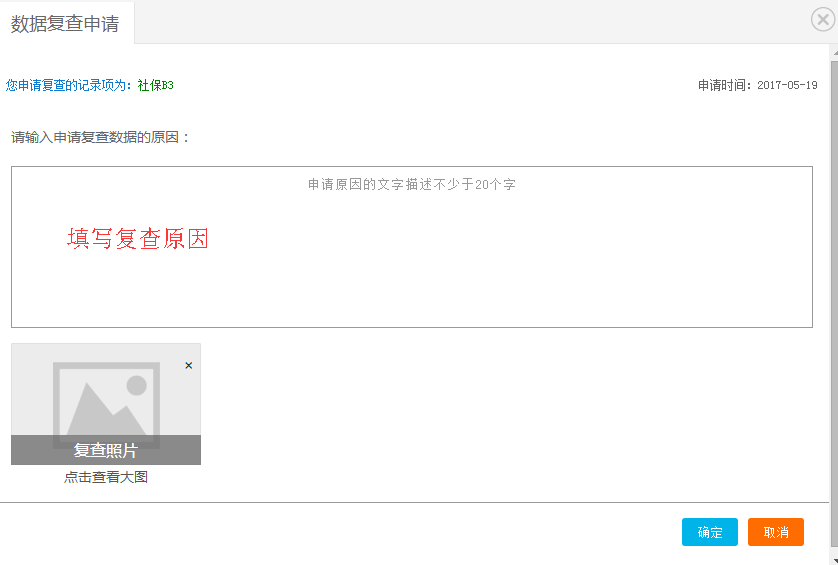 数据复查申请
您申请复查的记录项为：社保B3
申请时间：2017-05-19
请输入申请复查数据的原因：
申请原因的文字描述不少于20个字
填写复查原因
×
复查照片
点击查看大图
确定
取消